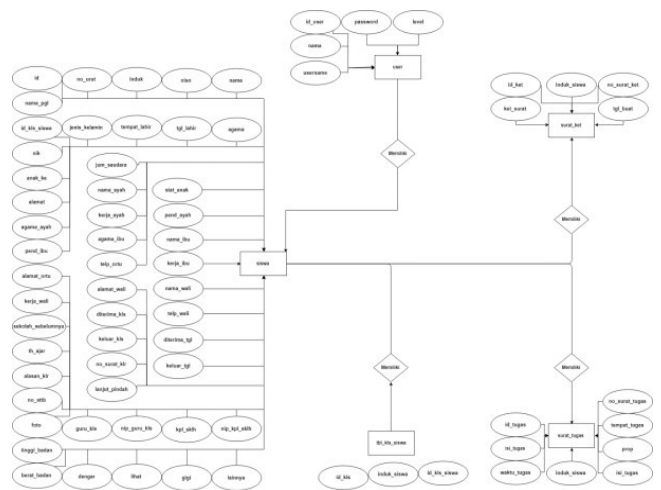 id_user
password
level
nama
username
user
id
no_urut
induk
nisn
nama
nama_pgl
id_kls_siswa
jenis_kelamin
tempat_lahir
tgl_lahir
agama
nik
anak_ke
alamat
agama_ayah
pend_ibu
alamat_ortu
kerja_wali
sekolah_sebelumnya
th_ajar
alasan_klr
no_sttb
foto
tinggi_badan
berat_badan
jum_saudara
nama_ayah
kerja_ayah
agama_ibu
telp_ortu
alamat_wali
diterima_kls
keluar_kls
no_surat_klr
lanjut_pindah
stat_anak
pend_ayah
nama_ibu
kerja_ibu
nama_wali
telp_wali
diterima_tgl
keluar_tgl
guru_kls
nip_guru_kls
kpl_sklh
nip_kpl_sklh
dengar
lihat
gigi
lainnya
siswa
Memiliki
id_ket
induk_siswa
no_surat_ket
ket_surat
tgl_buat
surat_ket
Memiliki
Memiliki
Memiliki
tbl_kls_siswa
id_kls
induk_siswa
id_kls_siswa
surat_tugas
id_tugas
waktu_tugas
induk_siswa
no_surat_tugas
tempat_tugas
isi_tugas